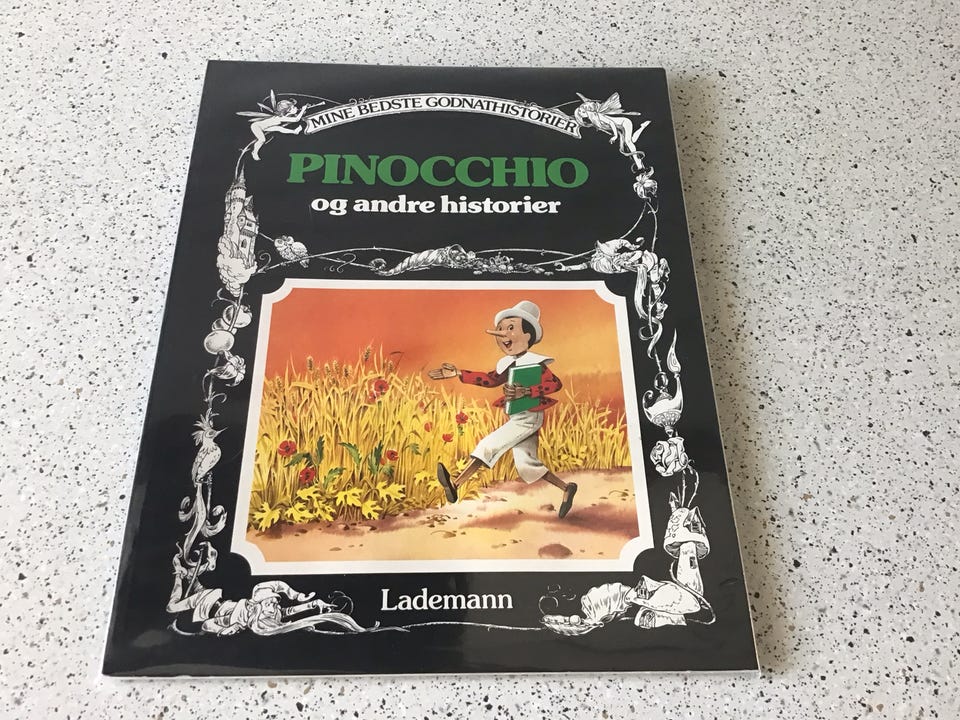 MINE BEDSTE GODNATHISTORIER
PINOCCHIO
og andre historier
Lademann